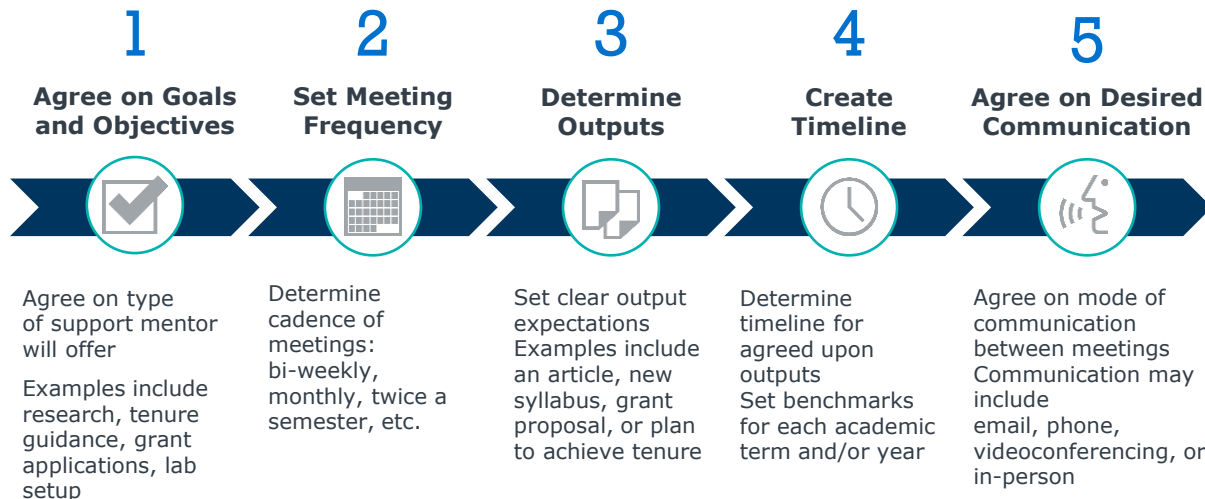 1
Agree on Goals
and Objectives
Agree on type
of support mentor
will offer
Examples include
research, tenure
guidance, grant
applications, lab
setup
2
Set Meeting
Frequency
Determine
cadence of
meetings:
bi-weekly,
monthly, twice a
semester, etc.
3
Determine
Outputs
Set clear output
expectations
Examples include
an article, new
syllabus, grant
proposal, or plan
to achieve tenure
4
Create
Timeline
Determine
timeline for
agreed upon
outputs
Set benchmarks
for each academic
term and/or year
5
Agree on Desired
Communication
Agree on mode of
communication
between meetings
Communication may
include
email, phone,
videoconferencing, or
in-person